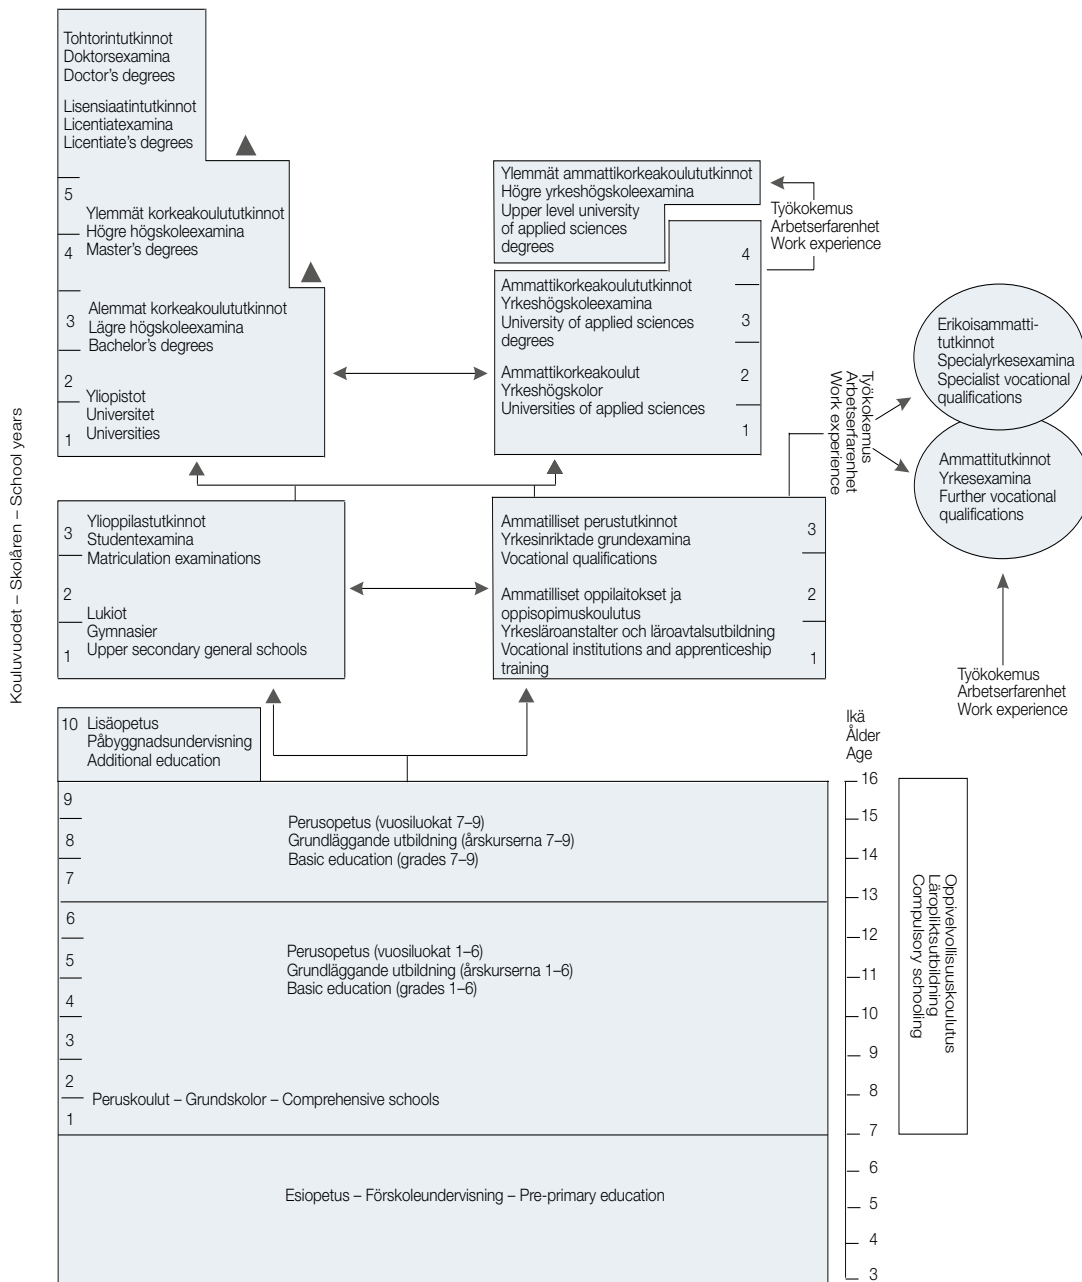 Kouluvuodet – Skolåren – School years
Tohtorintutkinnot
Doktorsexamina
Doctor's degrees
Lisensiaatintutkinnot
Licentiatexamina
Licentiate's degrees
5
Ylemmät korkeakoulututkinnot
Högre högskoleexamina
4
Master's degrees
3
Alemmat korkeakoulututkinnot
Lägre högskoleexamina
Bachelor's degrees
2
Yliopistot
Universitet
1
Universities
Ylemmät ammattikorkeakoulututkinnot
Högre yrkeshögskoleexamina
Upper level university
of applied sciences
degrees
4
Ammattikorkeakoulututkinnot
Yrkeshögskoleexamina
University of applied sciences
degrees
3
Ammattikorkeakoulut
Yrkeshögskolor
Universities of applied sciences
2
1
Työkokemus
Arbetserfarenhet
Work experience
Työkokemus
Arbetserfarenhet
Work experience
Erikoisammatti-
tutkinnot
Specialyrkesexamina
Specialist vocational
qualifications
Ammattitutkinnot
Yrkesexamina
Further vocational
qualifications
Työkokemus
Arbetserfarenhet
Work experience
3
Ylioppilastutkinnot
Studentexamina
Matriculation examinations
2
Lukiot
Gymnasier
1
Upper secondary general schools
Ammatilliset perustutkinnot
Yrkesinriktade grundexamina
Vocational qualifications
3
Ammatilliset oppilaitokset ja
oppisopimuskoulutus
Yrkesläroanstalter och läroavtalsutbildning
Vocational institutions and apprenticeship
training
2
1
10 Lisäopetus
Påbyggnadsundervisning
Additional education
9
8
7
Perusopetus (vuosiluokat 7–9)
Grundläggande utbildning (årskurserna 7–9)
Basic education (grades 7–9)
6
5
4
3
2
1
Perusopetus (vuosiluokat 1–6)
Grundläggande utbildning (årskurserna 1–6)
Basic education (grades 1–6)
Peruskoulut – Grundskolor – Comprehensive schools
Esiopetus – Förskoleundervisning – Pre-primary education
Ikä
Ålder
Age
16
15
14
13
12
11
10
9
8
7
6
5
4
3
Oppivelvollisuuskoulutus
Läropliktsutbildning
Compulsory schooling